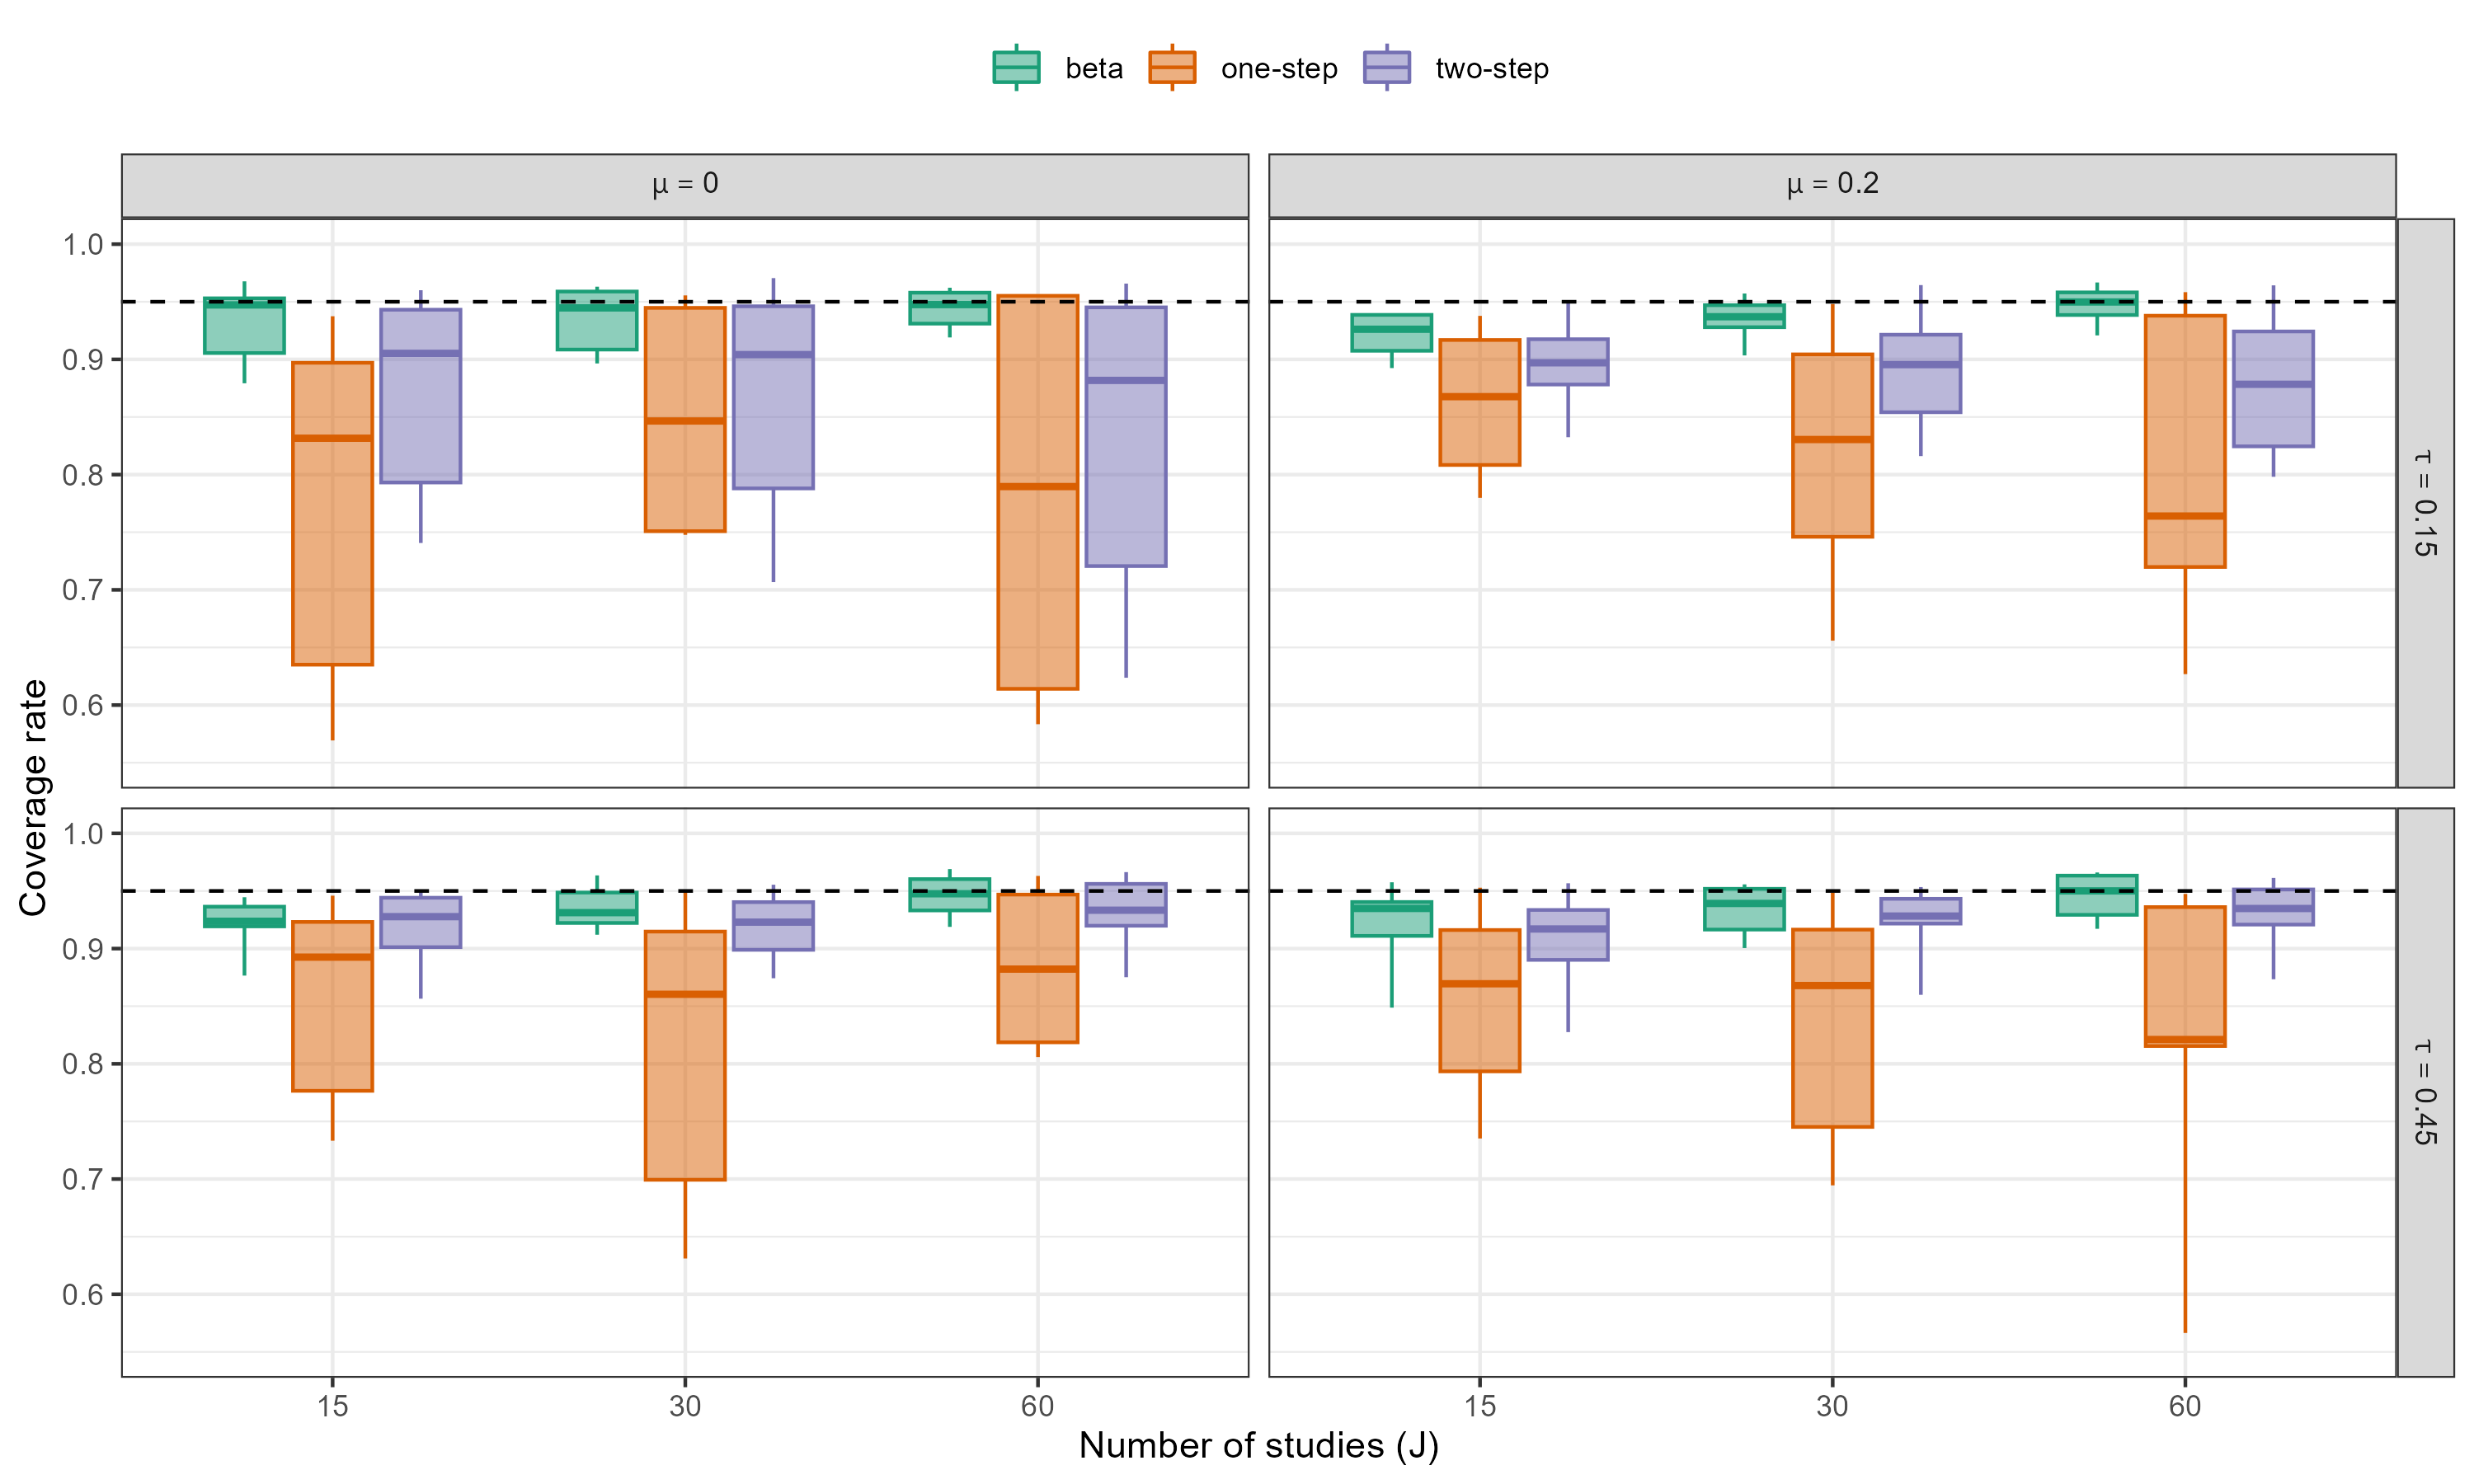 beta one-step two-step
μ = 0 μ = 0.2
1.0
0.9
0.8
0.7
0.6
τ = 0.15
Coverage rate
1.0
0.9
0.8
0.7
0.6
τ = 0.45
15 30 60 15 30 60
Number of studies (J)